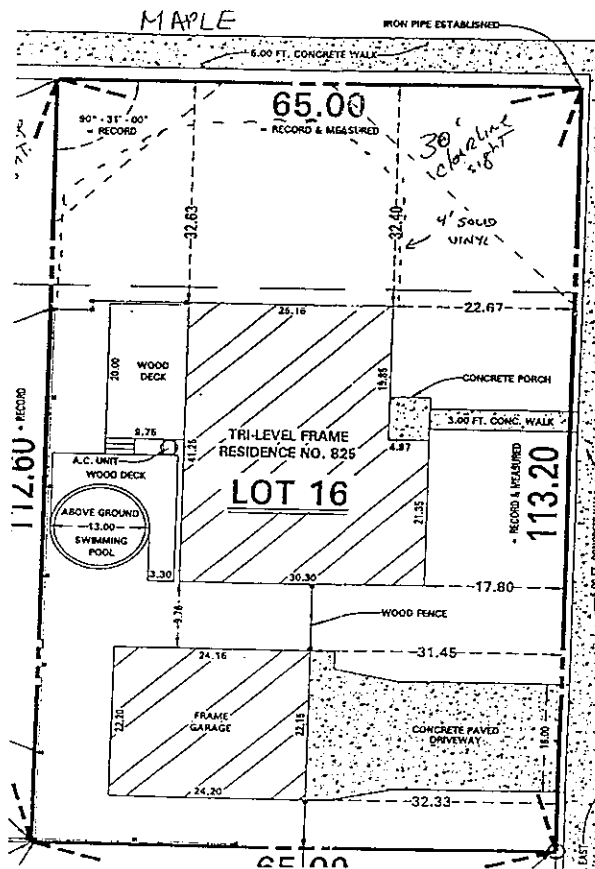 MAPLE
IRON PIPE ESTABLISHED
6.00 FT. CONCRETE WALK
65.00
= RECORD & MEASURED
90° - 31' - 00"
= RECORD
30'
clear line
sight
4' SOLID
VINYL
32.63
32.40
25.16
22.67
20.00
WOOD
DECK
19.85
CONCRETE PORCH
3.00 FT. CONC. WALK
8.76
4.87
41.25
TRI-LEVEL FRAME
RESIDENCE NO. 825
LOT 16
A.C. UNIT
WOOD DECK
ABOVE GROUND
13.00
SWIMMING
POOL
3.30
21.35
112.60 = RECORD
= RECORD & MEASURED
113.20
30.30
17.80
9.76
WOOD FENCE
24.16
31.45
22.20
FRAME
GARAGE
22.15
CONCRETE PAVED
DRIVEWAY
24.20
32.33
EAST
65.00